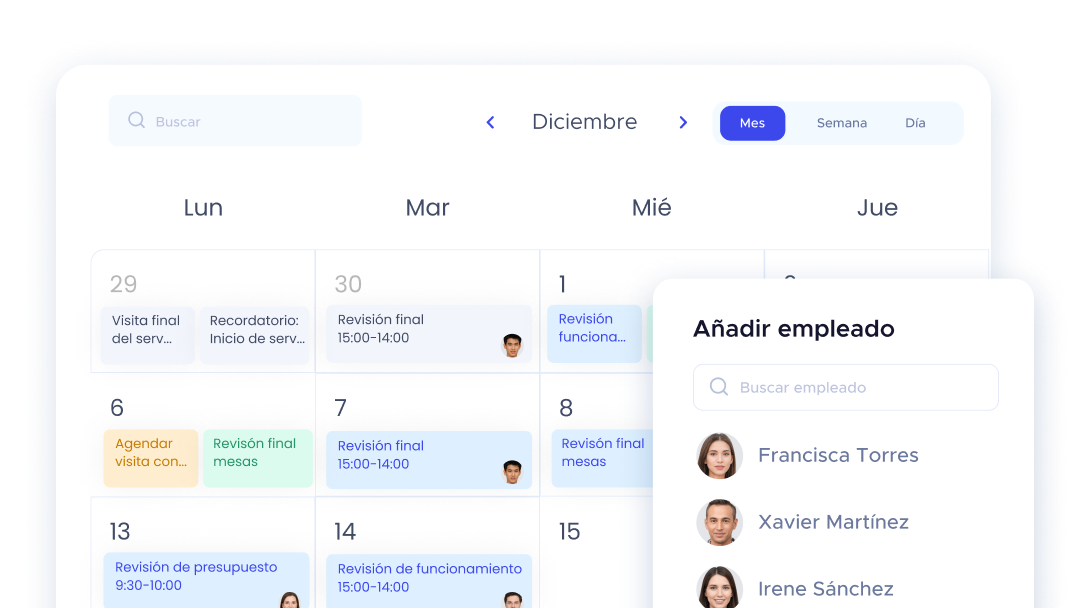 Buscar
Diciembre
Mes
Semana
Día
Lun
Mar
Mié
Jue
29
30
1
Visita final
del serv...
Recordatorio:
Inicio de serv...
Revisión final
15:00-14:00
Revisión
funciona...
6
7
8
Agendar
visita con...
Revisón final
mesas
Revisión final
15:00-14:00
Revisón final
mesas
13
14
15
Revisión de presupuesto
9:30-10:00
Revisión de funcionamiento
15:00-14:00
Añadir empleado
Buscar empleado
Francisca Torres
Xavier Martínez
Irene Sánchez